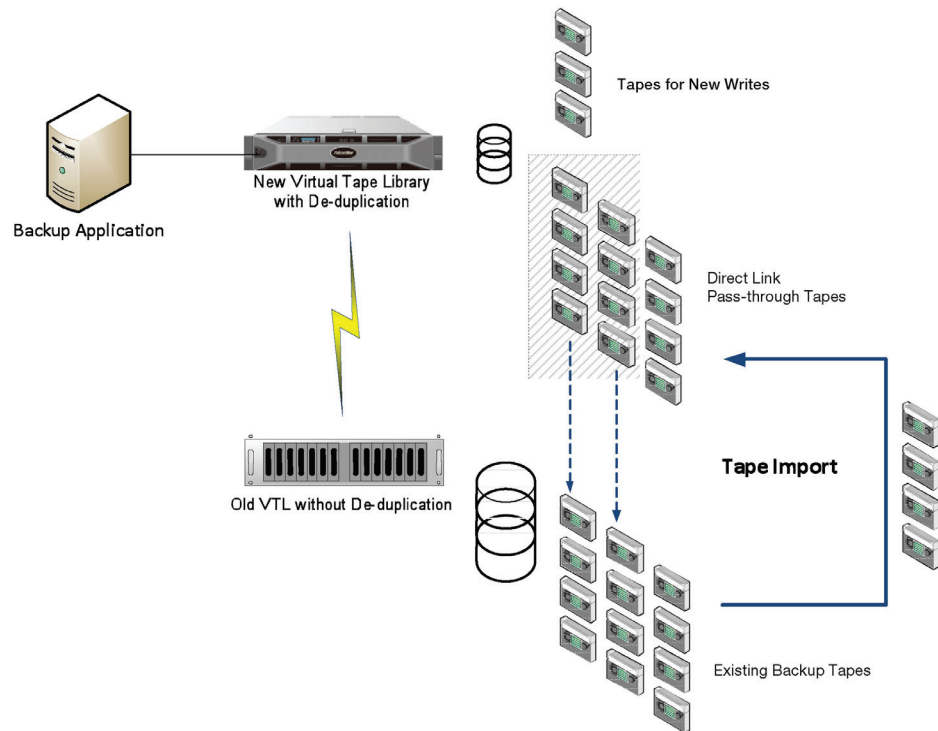 Tapes for New Writes
New Virtual Tape Library
with De-duplication
Backup Application
Direct Link
Pass-through Tapes
Tape Import
Old VTL without De-duplication
Existing Backup Tapes